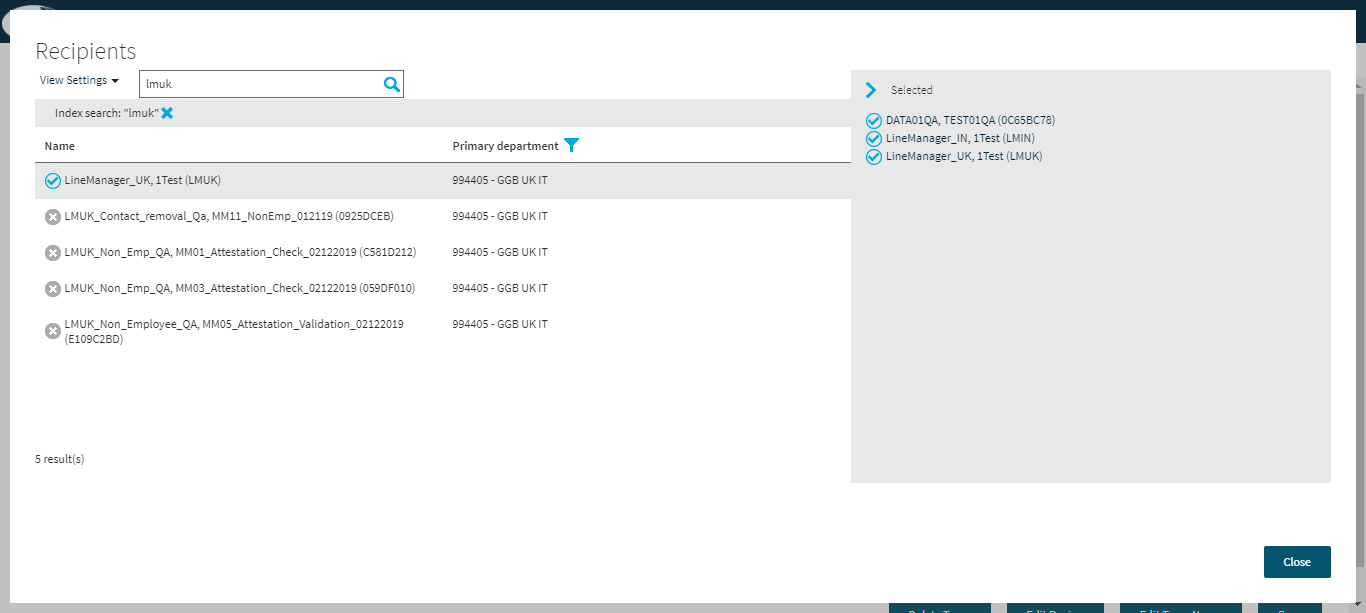 Recipients
View Settings
lmuk
Index search: "lmuk"
Name
Primary department
LineManager_UK, 1Test (LMUK)
994405 - GGB UK IT
LMUK_Contact_removal_Qa, MM11_NonEmp_012119 (0925DCEB)
994405 - GGB UK IT
LMUK_Non_Emp_QA, MM01_Attestation_Check_02122019 (C581D212)
994405 - GGB UK IT
LMUK_Non_Emp_QA, MM03_Attestation_Check_02122019 (059DF010)
994405 - GGB UK IT
LMUK_Non_Employee_QA, MM05_Attestation_Validation_02122019
(E109C2BD)
994405 - GGB UK IT
5 result(s)
Selected
DATA01QA, TEST01QA (0C65BC78)
LineManager_IN, 1Test (LMIN)
LineManager_UK, 1Test (LMUK)
Close